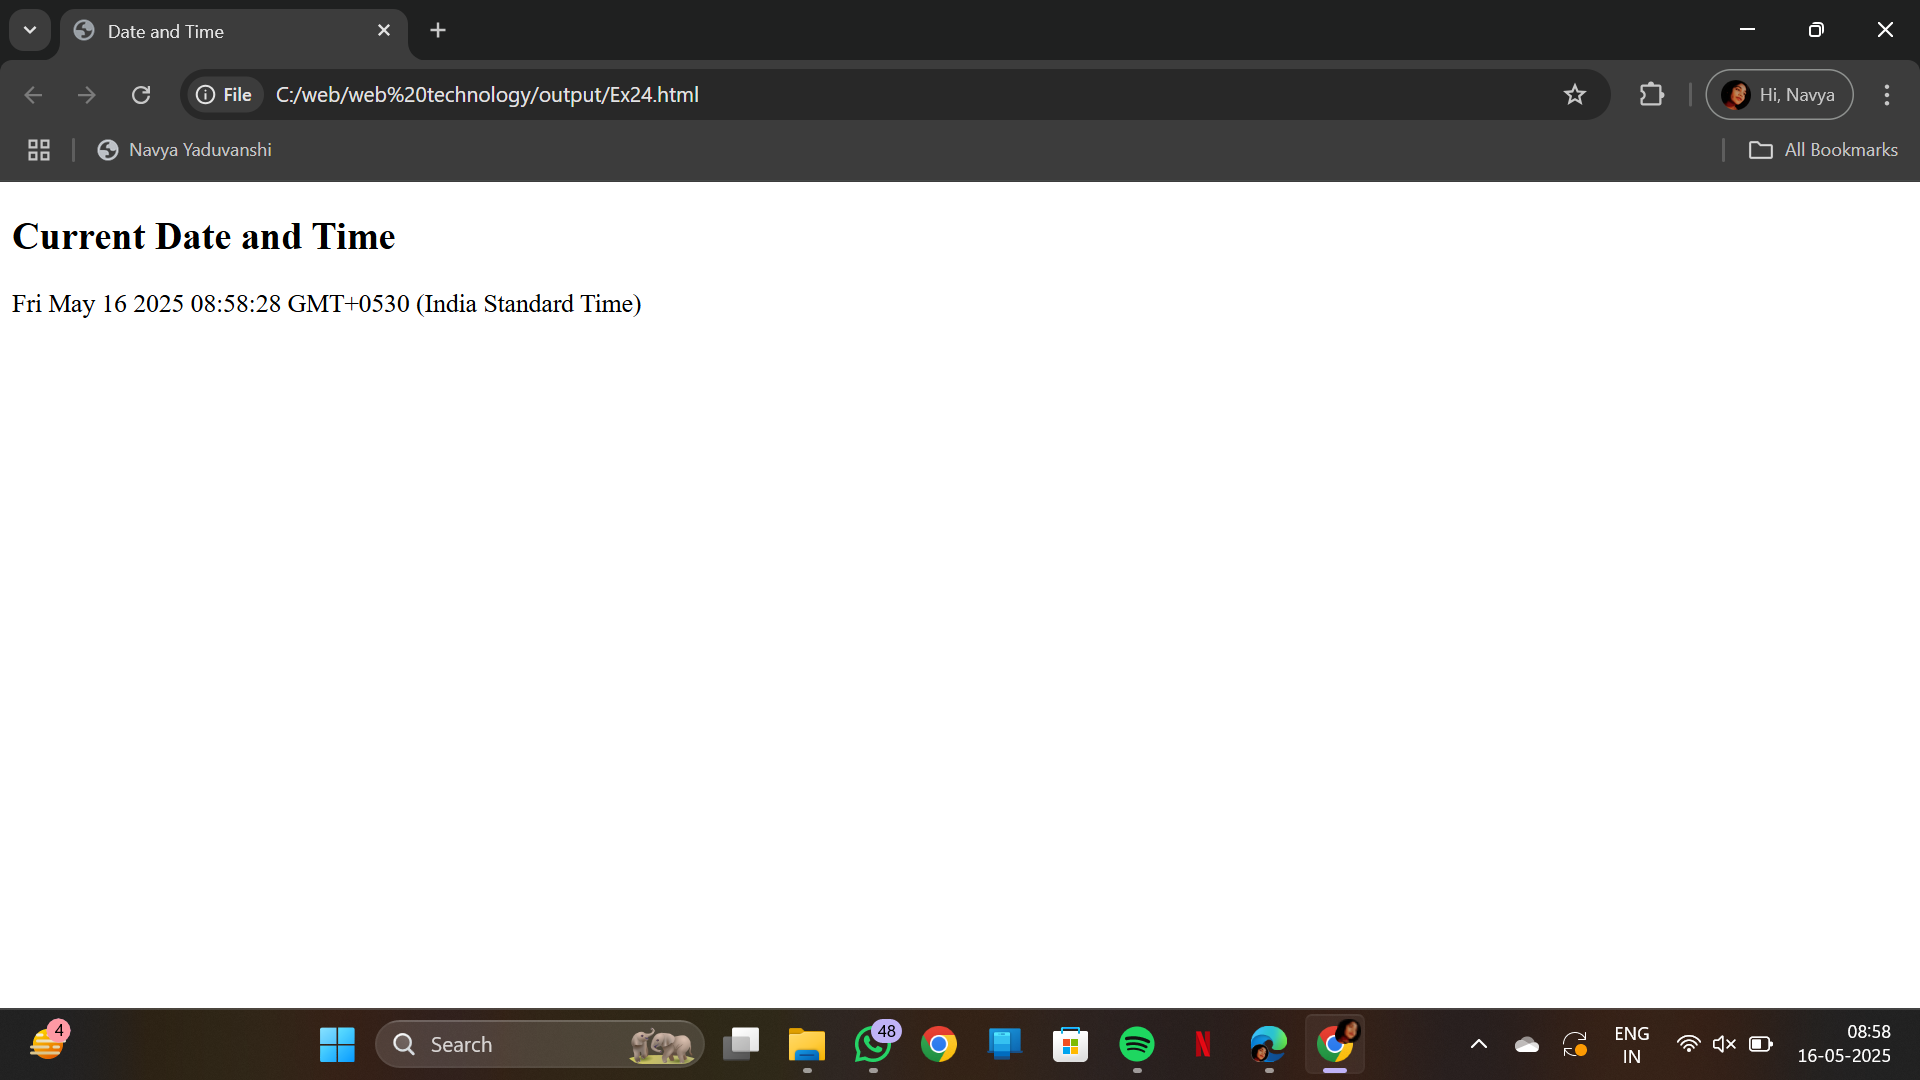 Date and Time
File
C:/web/web%20technology/output/Ex24.html
Hi, Navya
Navya Yaduvanshi
All Bookmarks
Current Date and Time
Fri May 16 2025 08:58:28 GMT+0530 (India Standard Time)
4
Search
48
N
ENG
IN
08:58
16-05-2025